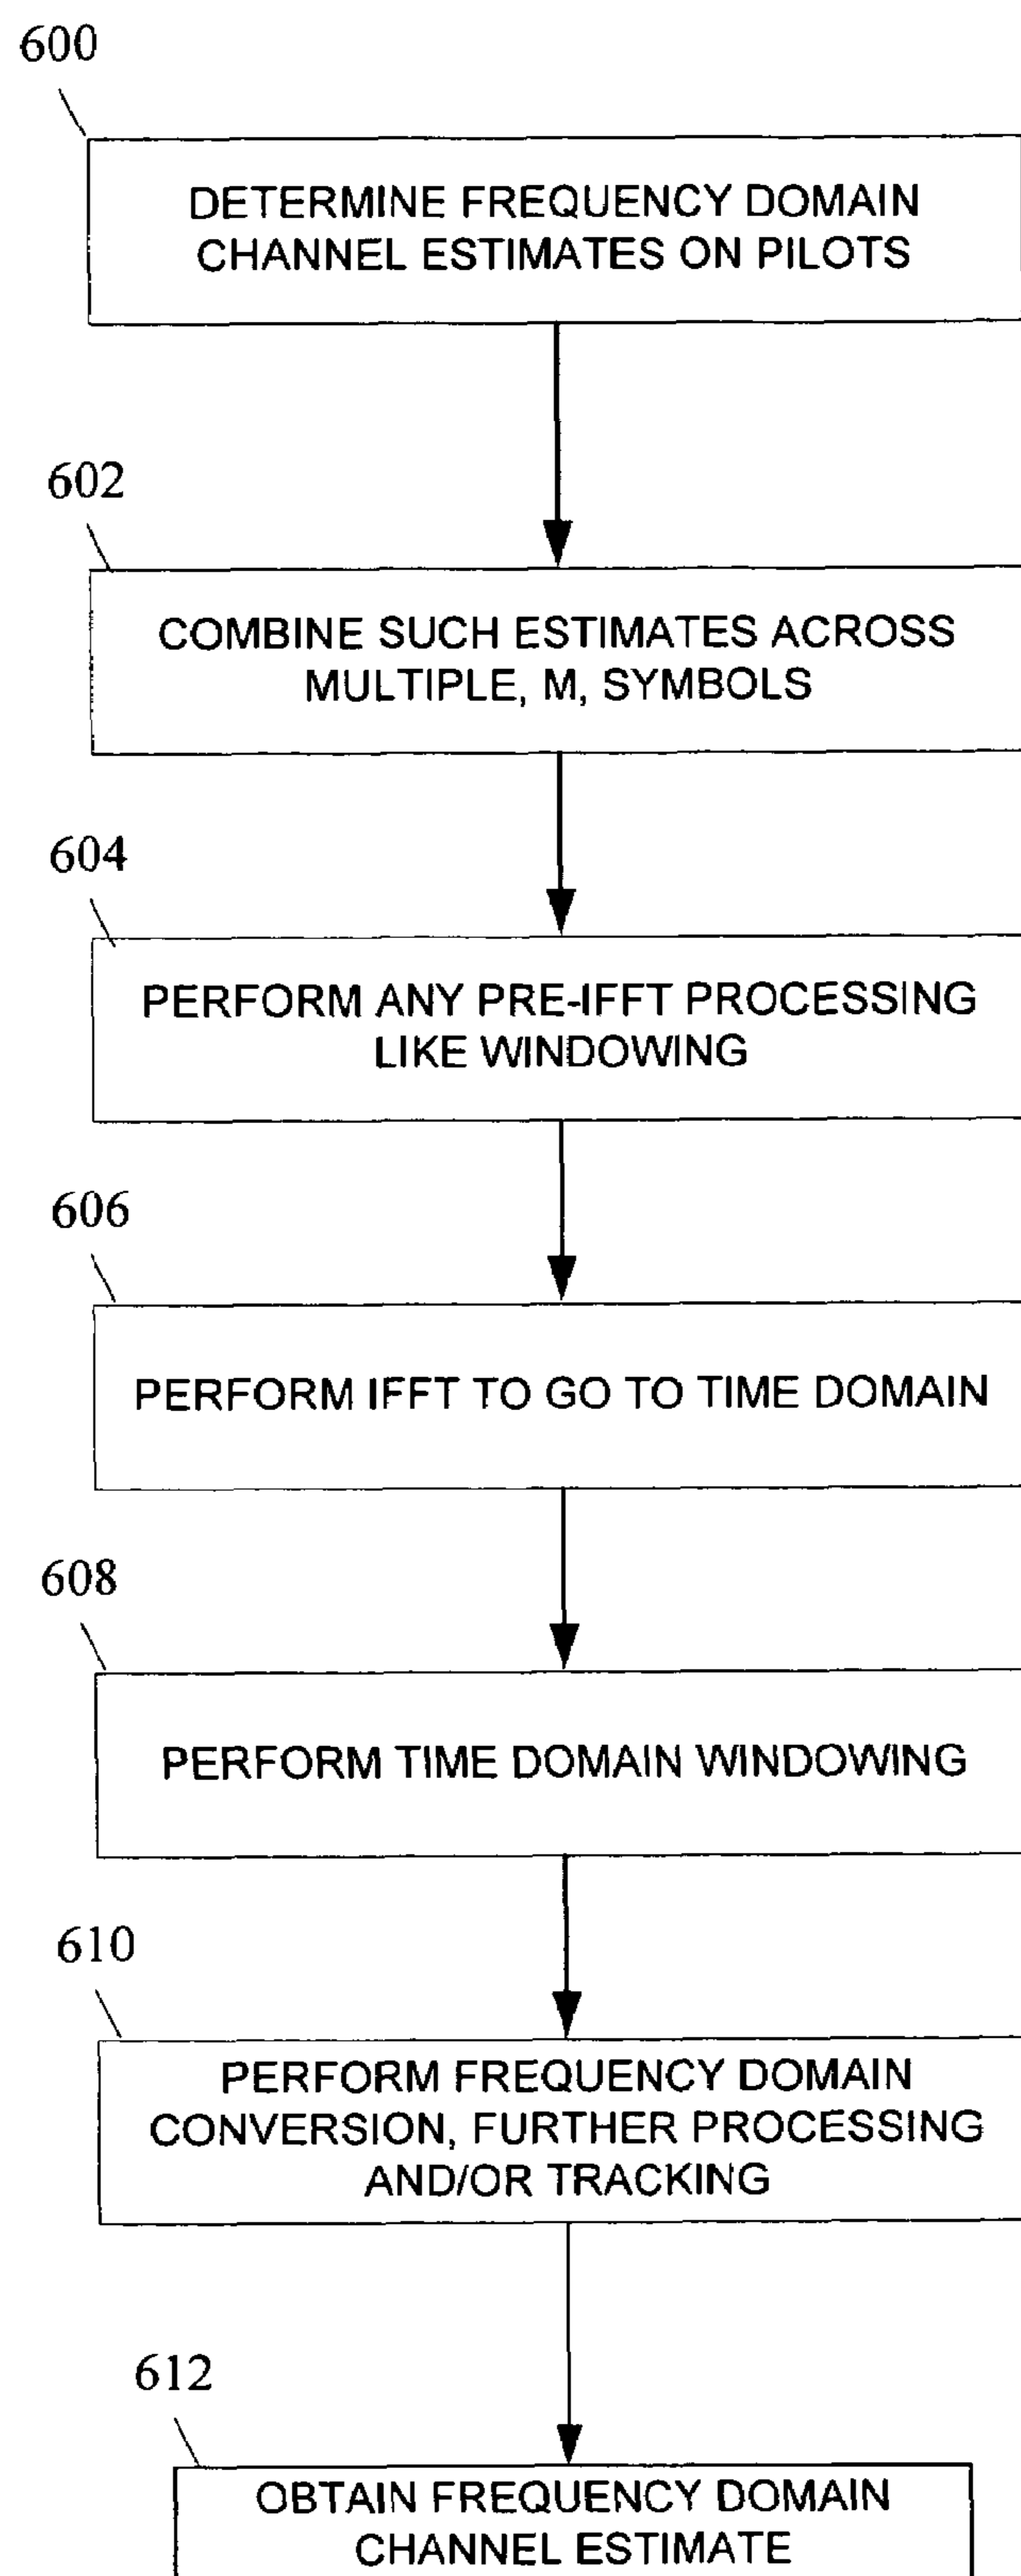 600
DETERMINE FREQUENCY DOMAIN
CHANNEL ESTIMATES ON PILOTS
602
COMBINE SUCH ESTIMATES ACROSS
MULTIPLE, M, SYMBOLS
604
PERFORM ANY PRE-IFFT PROCESSING
LIKE WINDOWING
606
PERFORM IFFT TO GO TO TIME DOMAIN
608
PERFORM TIME DOMAIN WINDOWING
610
PERFORM FREQUENCY DOMAIN
CONVERSION, FURTHER PROCESSING
AND/OR TRACKING
612
OBTAIN FREQUENCY DOMAIN
CHANNEL ESTIMATE